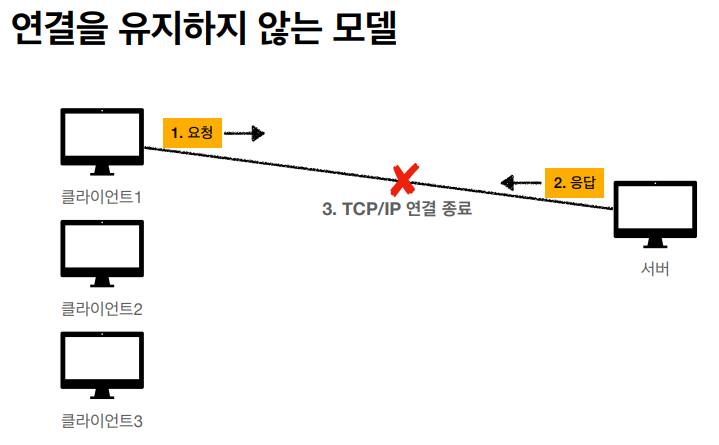 연결을 유지하지 않는 모델
1. 요청
클라이언트1
2. 응답
3. TCP/IP 연결 종료
서버
클라이언트2
클라이언트3